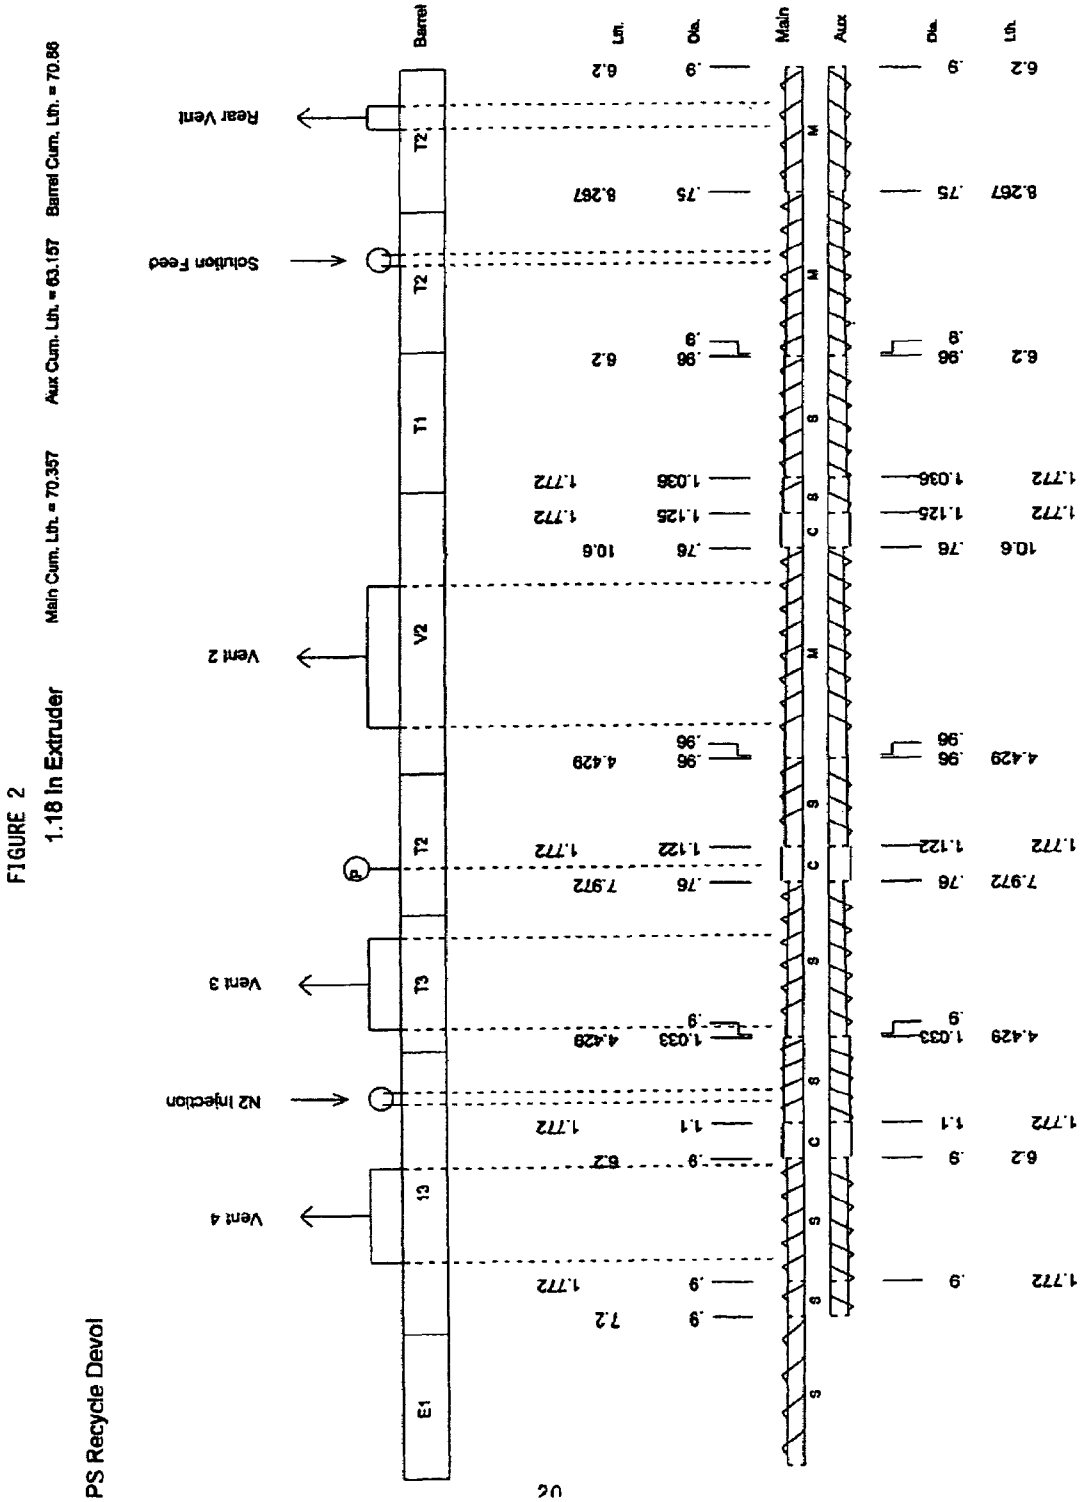 FIGURE 2
PS Recycle Devol
1.18 In Extruder
Main Cum. Lth. = 70.357
Aux Cum. Lth. = 63.157
Barrel Cum. Lth. = 70.86
Vent 4
N2 Injection
Vent 3
Vent 2
Solution Feed
Rear Vent
P
E1
13
T3
T2
V2
T1
T2
T2
Barrel
7.2
1.772
6.2
1.772
4.429
7.972
1.772
4.429
10.6
1.772
1.772
6.2
8.267
6.2
Lth.
.9
.9
.9
1.1
1.033
.9
.76
1.122
.96
.96
.76
1.125
1.036
.96
.9
.75
.9
Dia.
Main
S
S
S
C
S
S
C
S
M
C
S
S
M
M
Aux
.9
.9
1.1
1.033
.9
.76
1.122
.96
.96
.76
1.125
1.036
.96
.9
.75
.9
Dia.
1.772
6.2
1.772
4.429
7.972
1.772
4.429
10.6
1.772
1.772
6.2
8.267
6.2
Lth.
20